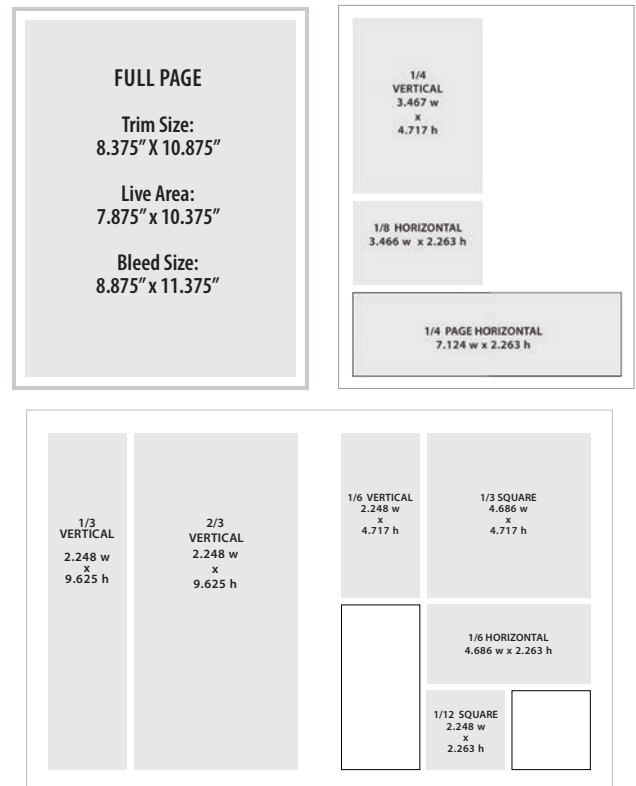 FULL PAGE
Trim Size:
8.375” X 10.875”
Live Area:
7.875” x 10.375”
Bleed Size:
8.875” x 11.375”
1/4
VERTICAL
3.467 w
x
4.717 h
1/8 HORIZONTAL
3.466 w x 2.263 h
1/4 PAGE HORIZONTAL
7.124 w x 2.263 h
1/3
VERTICAL
2.248 w
x
9.625 h
2/3
VERTICAL
2.248 w
x
9.625 h
1/6 VERTICAL
2.248 w
x
4.717 h
1/3 SQUARE
4.686 w
x
4.717 h
1/6 HORIZONTAL
4.686 w x 2.263 h
1/12 SQUARE
2.248 w
x
2.263 h